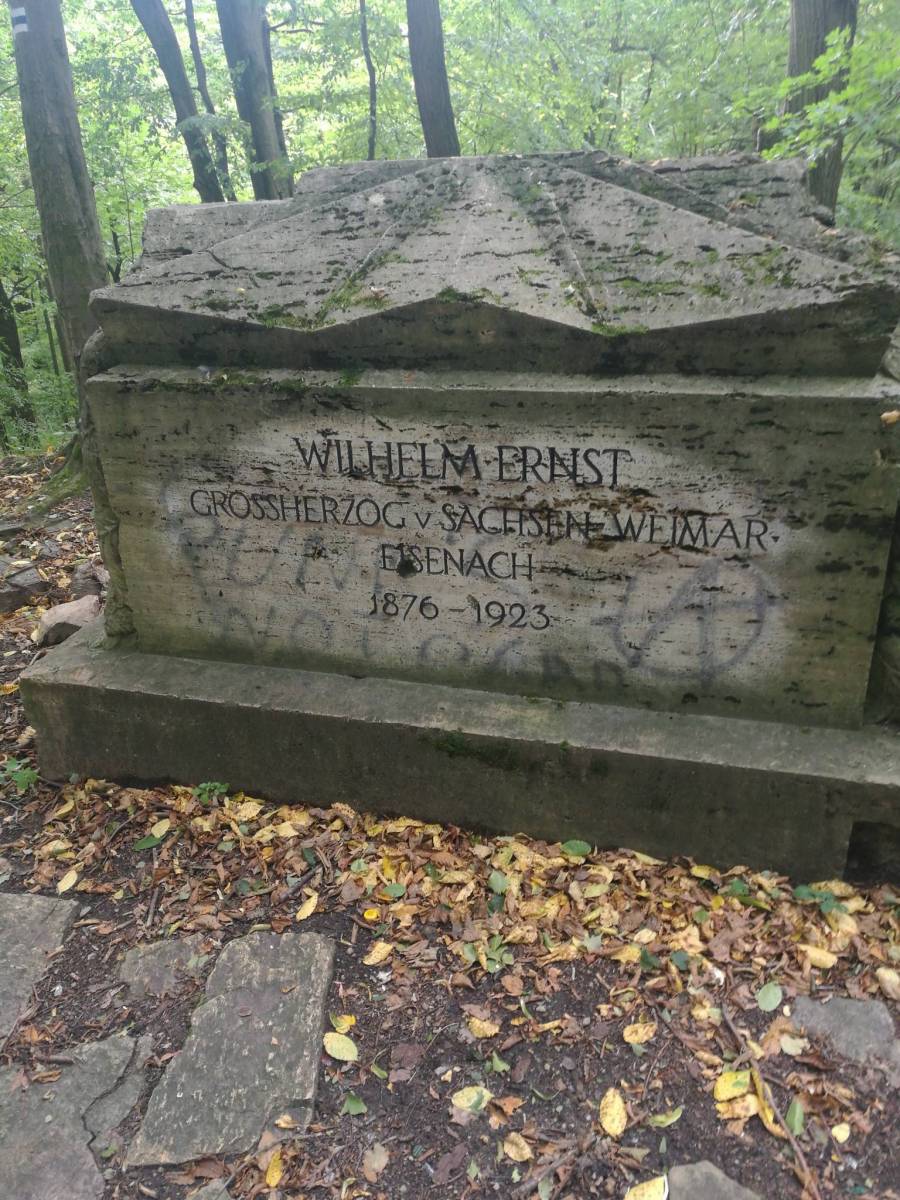 WILHELM ERNST
GROSSHERZOG v SACHSEN-WEIMAR-
EISENACH
1876 - 1923